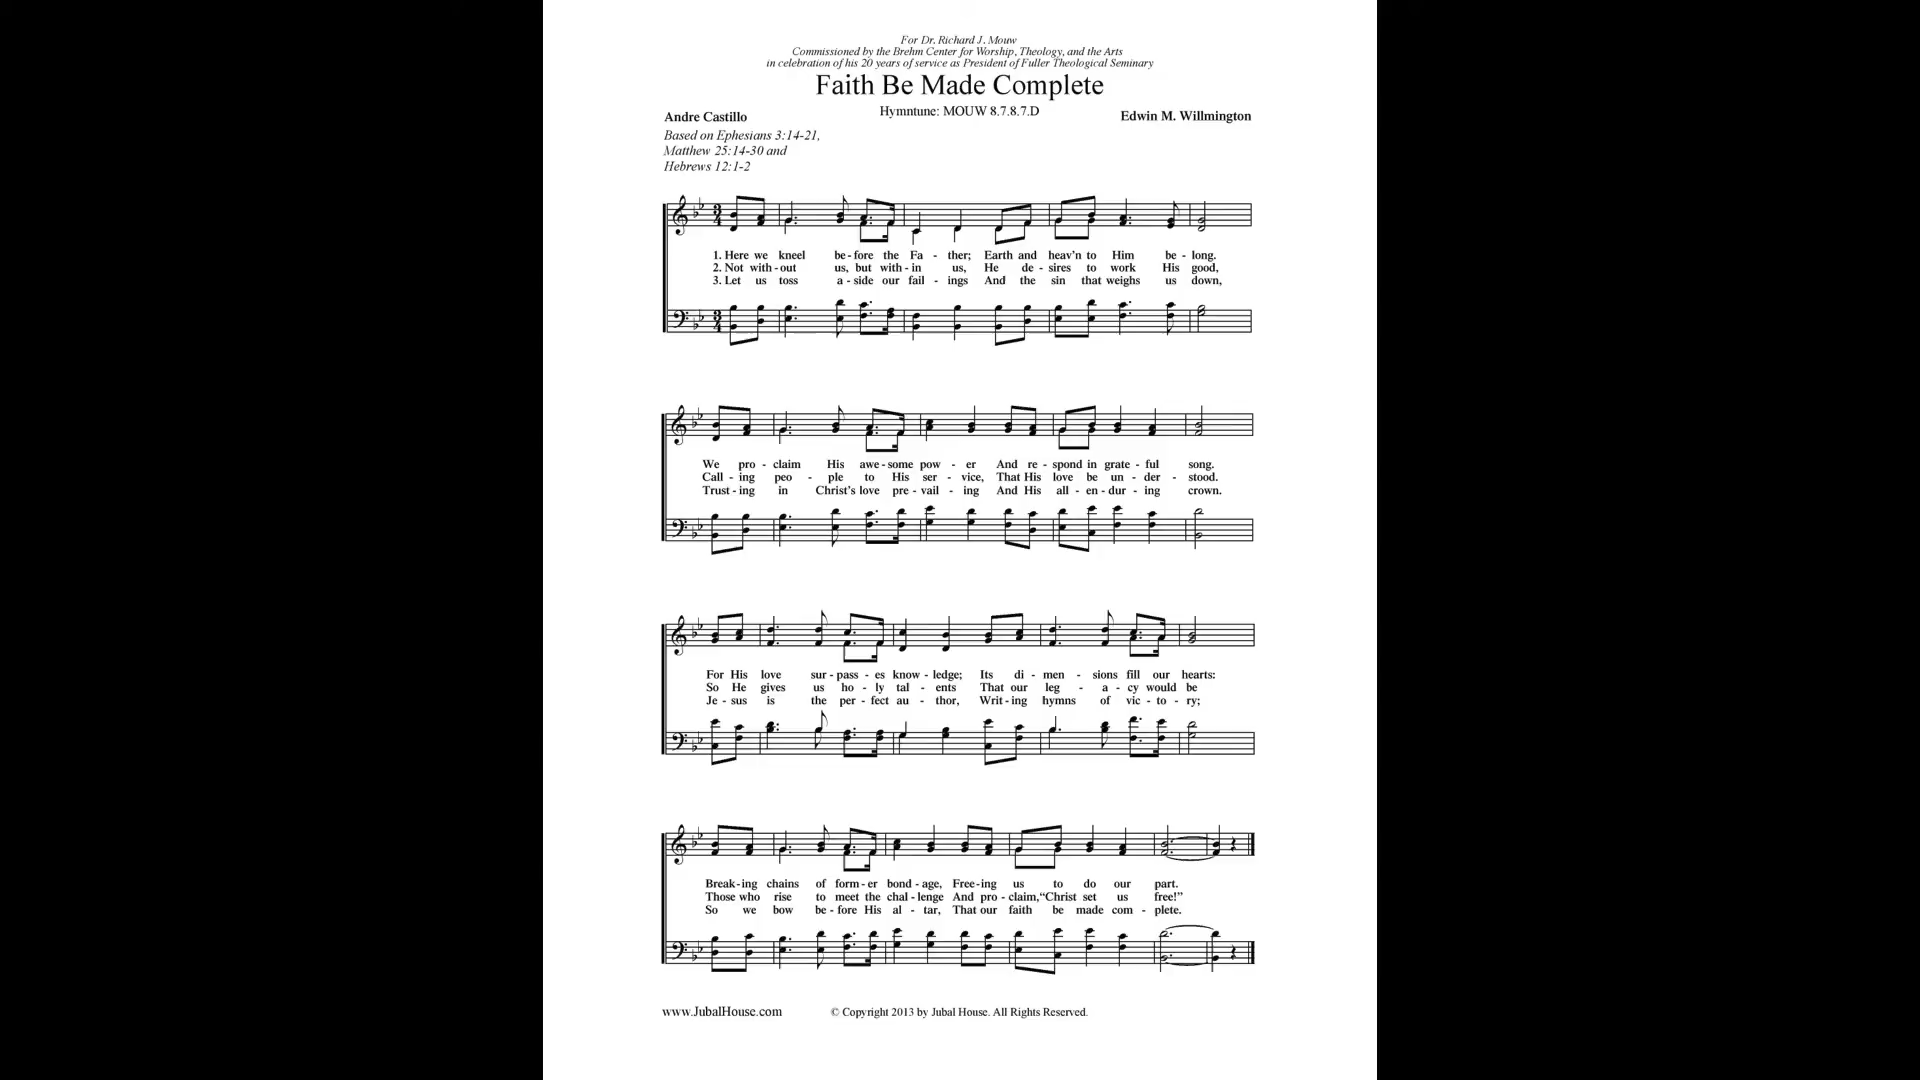 For Dr. Richard J. Mouw
Commissioned by the Brehm Center for Worship, Theology, and the Arts
in celebration of his 20 years of service as President of Fuller Theological Seminary
Faith Be Made Complete
Hymntune: MOUW 8.7.8.7.D
Andre Castillo
Edwin M. Willmington
Based on Ephesians 3:14-21,
Matthew 25:14-30 and
Hebrews 12:1-2
3 4
1. Here we kneel be - fore the Fa - ther; Earth and heav'n to Him be - long.
2. Not with - out us, but with - in us, He de - sires to work His good,
3. Let us toss a - side our fail - ings And the sin that weighs us down,
3 4
We pro - claim His awe - some pow - er And re - spond in grate - ful song.
Call - ing peo - ple to His ser - vice, That His love be un - der - stood.
Trust - ing in Christ's love pre - vail - ing And His all - en - dur - ing crown.
For His love sur - pass - es know - ledge; Its di - men - sions fill our hearts:
So He gives us ho - ly tal - ents That our leg - a - cy would be
Je - sus is the per - fect au - thor, Writ - ing hymns of vic - to - ry;
Break - ing chains of form - er bond - age, Free - ing us to do our part.
Those who rise to meet the chal - lenge And pro - claim, "Christ set us free!"
So we bow be - fore His al - tar, That our faith be made com - plete.
www.JubalHouse.com © Copyright 2013 by Jubal House. All Rights Reserved.